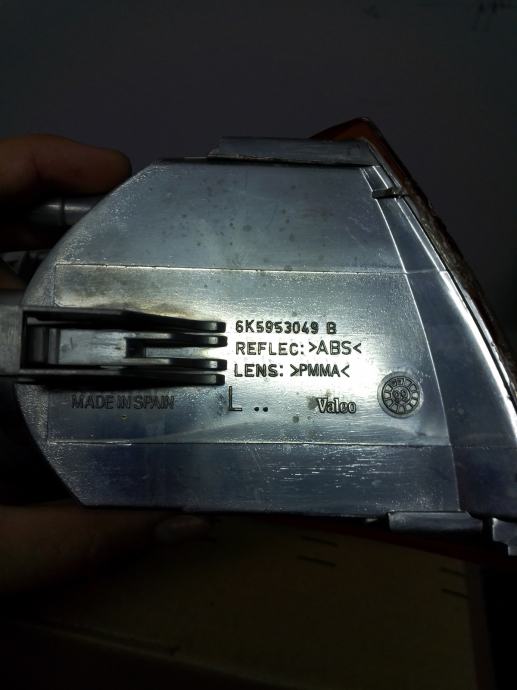 6K5953049 B
REFLEC: >ABS<
LENS: >PMMA<
MADE IN SPAIN L .. Valeo